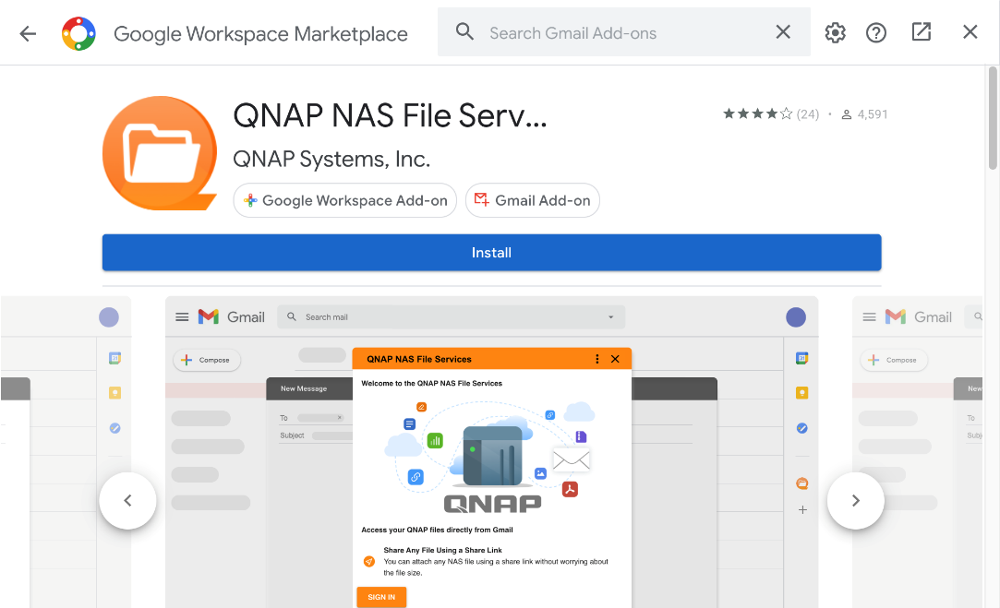 Google Workspace Marketplace
Search Gmail Add-ons
QNAP NAS File Serv...
(24) • 4,591
QNAP Systems, Inc.
Google Workspace Add-on
Gmail Add-on
Install
Gmail
Search mail
Gmail
Compose
QNAP NAS File Services
Compose
Welcome to the QNAP NAS File Services
New Message
New
To
To
Subject
QNAP
Access your QNAP files directly from Gmail
Share Any File Using a Share Link
You can attach any NAS file using a share link without worrying about
the file size.
SIGN IN